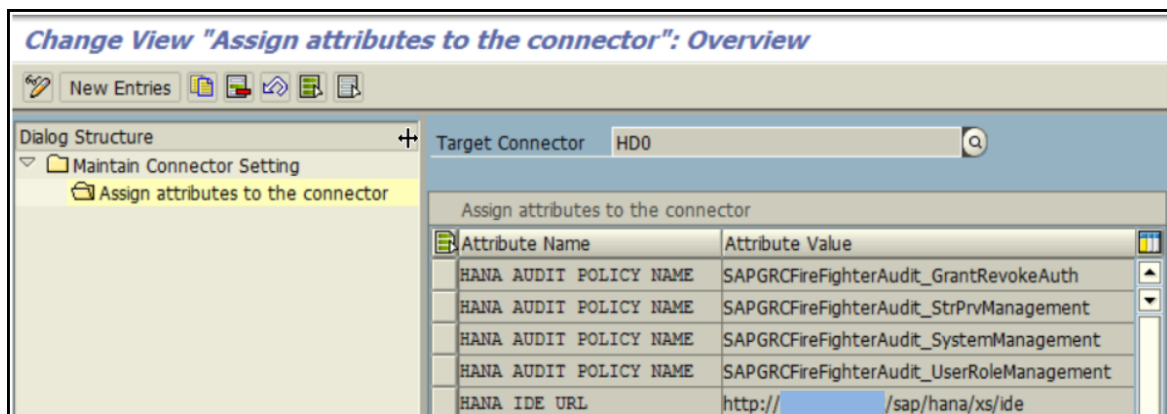 Change View "Assign attributes to the connector": Overview
New Entries
Dialog Structure
Maintain Connector Setting
Assign attributes to the connector
Target Connector HD0
Assign attributes to the connector
Attribute Name Attribute Value
HANA AUDIT POLICY NAME SAPGRCFireFighterAudit_GrantRevokeAuth
HANA AUDIT POLICY NAME SAPGRCFireFighterAudit_StrPrvManagement
HANA AUDIT POLICY NAME SAPGRCFireFighterAudit_SystemManagement
HANA AUDIT POLICY NAME SAPGRCFireFighterAudit_UserRoleManagement
HANA IDE URL http:// /sap/hana/xs/ide